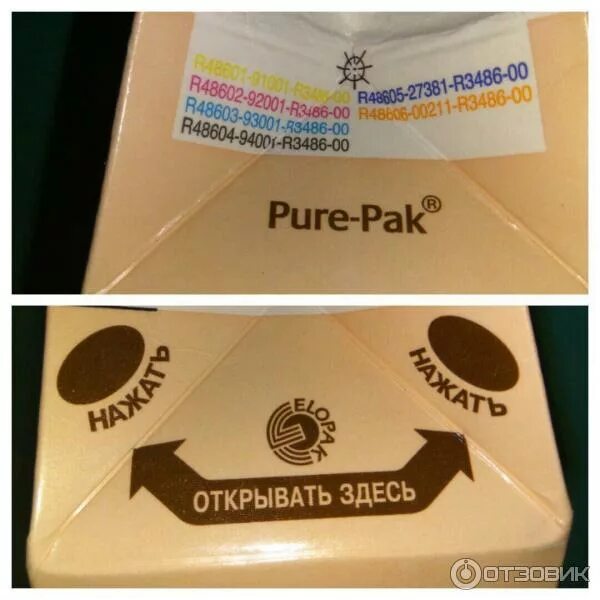 R48601-91001-R3486-00
R48602-92001-R3486-00
R48603-93001-R3486-00
R48604-94001-R3486-00
R48605-27381-R3486-00
R48606-00211-R3486-00
Pure-Pak®
НАЖАТЬ
НАЖАТЬ
ELOPAK
ОТКРЫВАТЬ ЗДЕСЬ
ОТЗОВИК